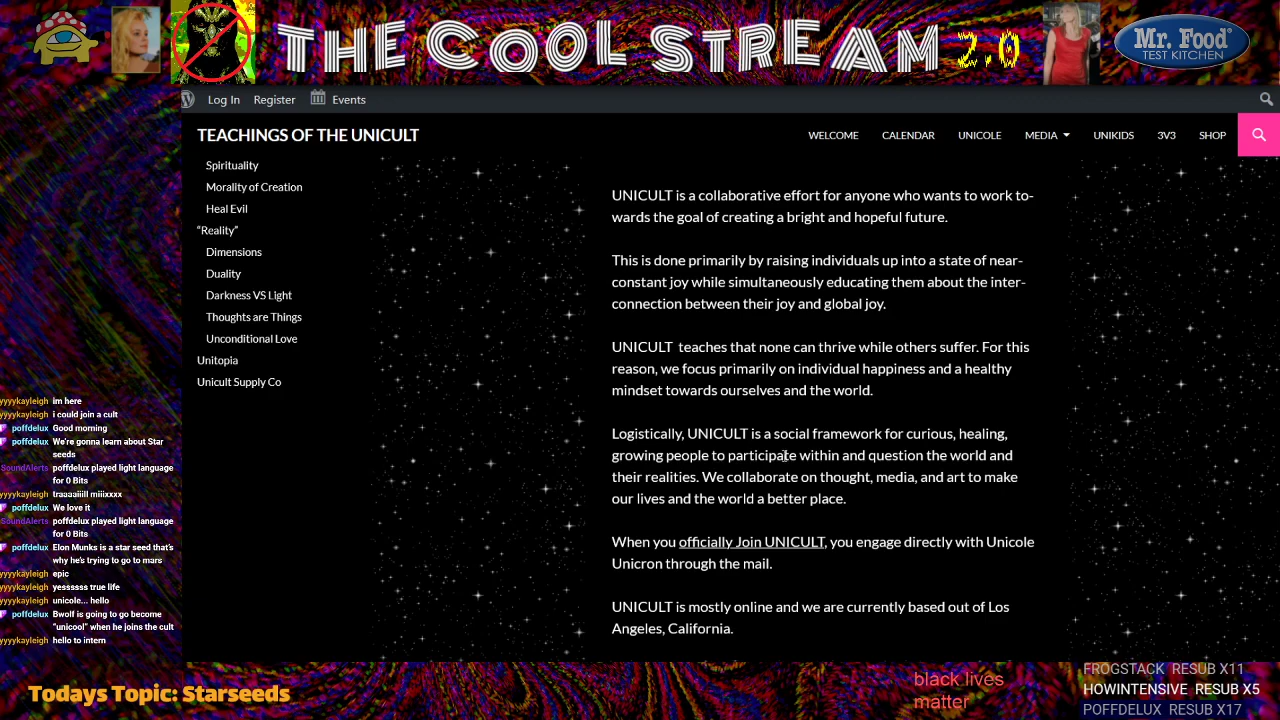 THE COOL STREAM 2.0
Mr. Food®
TEST KITCHEN
Log In Register Events
TEACHINGS OF THE UNICULT
WELCOME CALENDAR UNICOLE MEDIA UNIKIDS 3V3 SHOP
Spirituality
Morality of Creation
Heal Evil
“Reality”
Dimensions
Duality
Darkness VS Light
Thoughts are Things
Unconditional Love
Unitopia
Unicult Supply Co
UNICULT is a collaborative effort for anyone who wants to work to-
wards the goal of creating a bright and hopeful future.
This is done primarily by raising individuals up into a state of near-
constant joy while simultaneously educating them about the inter-
connection between their joy and global joy.
UNICULT teaches that none can thrive while others suffer. For this
reason, we focus primarily on individual happiness and a healthy
mindset towards ourselves and the world.
Logistically, UNICULT is a social framework for curious, healing,
growing people to participate within and question the world and
their realities. We collaborate on thought, media, and art to make
our lives and the world a better place.
When you officially Join UNICULT, you engage directly with Unicole
Unicron through the mail.
UNICULT is mostly online and we are currently based out of Los
Angeles, California.
yyyykayleigh im here
yyyykayleigh i could join a cult
poffdelux Good morning
poffdelux We're gonna learn about Star
seeds
SoundAlerts poffdelux played light language
for 0 Bits
yyyykayleigh traaaaiiill miiixxxx
poffdelux We love it
SoundAlerts poffdelux played light language
for 0 Bits
poffdelux Elon Munks is a star seed that's
why he's trying to go to mars
yyyykayleigh epic
yyyykayleigh yessssss true life
yyyykayleigh unicole... hello
poffdelux Bwolf is going to go become
“unicool” when he joins the cult
yyyykayleigh hello to intern
Todays Topic: Starseeds
black lives
matter
FROGSTACK RESUB X11
HOWINTENSIVE RESUB X5
POFFDELUX RESUB X17